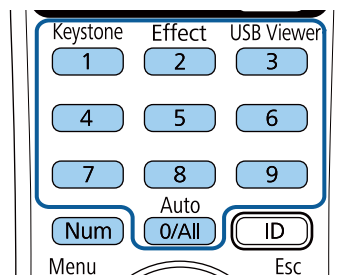 Keystone Effect USB Viewer
1 2 3
4 5 6
7 8 9
Auto
Num 0/All ID
Menu Esc